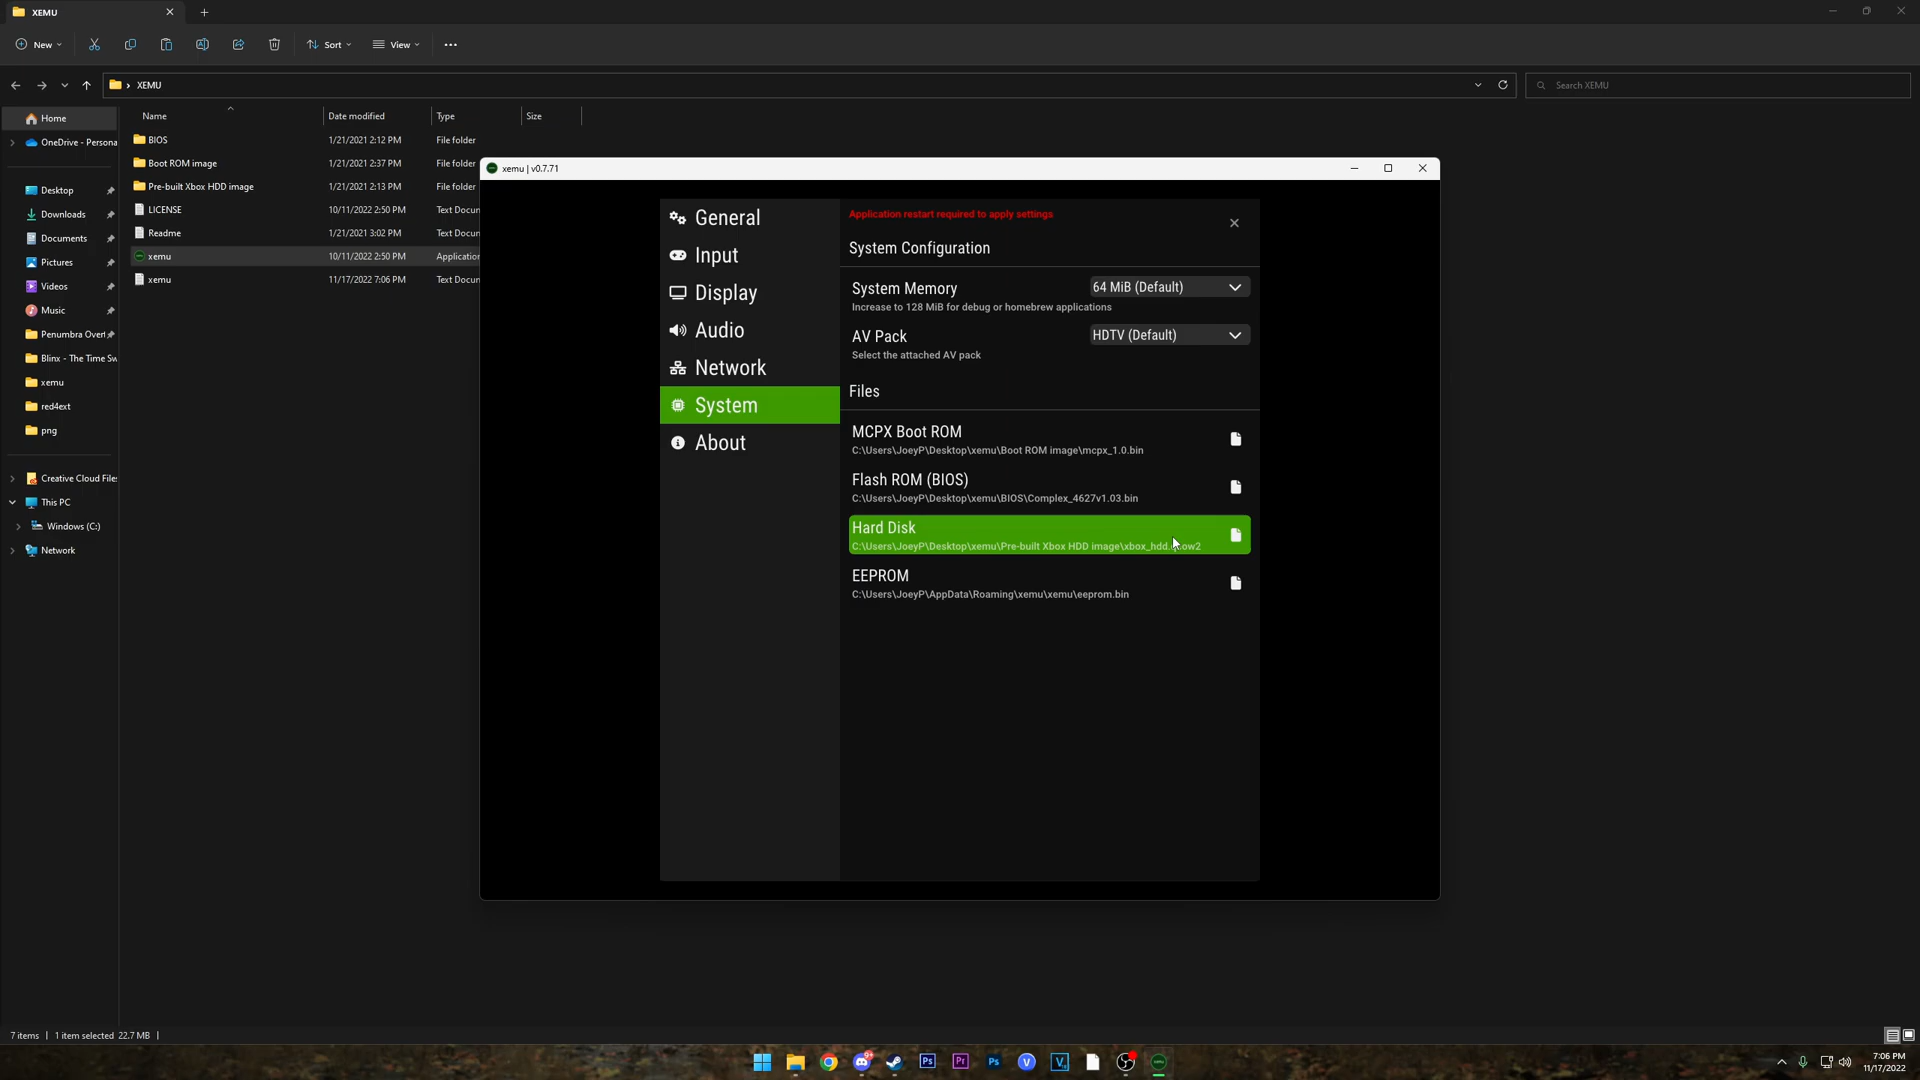 XEMU
New
Sort
View
XEMU
Search XEMU
Name
Date modified
Type
Size
Home
OneDrive - Persona
Desktop
Downloads
Documents
Pictures
Videos
Music
Penumbra Over
Blinx - The Time Sw
xemu
red4ext
png
Creative Cloud File
This PC
Windows (C:)
Network
BIOS 1/21/2021 2:12 PM File folder
Boot ROM image 1/21/2021 2:37 PM File folder
Pre-built Xbox HDD image 1/21/2021 2:13 PM File folder
LICENSE 10/11/2022 2:50 PM Text Docun
Readme 1/21/2021 3:02 PM Text Docun
xemu 10/11/2022 2:50 PM Application
xemu 11/17/2022 7:06 PM Text Docun
xemu | v0.7.71
General
Input
Display
Audio
Network
System
About
Application restart required to apply settings
System Configuration
System Memory
64 MiB (Default)
Increase to 128 MiB for debug or homebrew applications
AV Pack
HDTV (Default)
Select the attached AV pack
Files
MCPX Boot ROM
C:\Users\JoeyP\Desktop\xemu\Boot ROM image\mcpx_1.0.bin
Flash ROM (BIOS)
C:\Users\JoeyP\Desktop\xemu\BIOS\Complex_4627v1.03.bin
Hard Disk
C:\Users\JoeyP\Desktop\xemu\Pre-built Xbox HDD image\xbox_hdd.qcow2
EEPROM
C:\Users\JoeyP\AppData\Roaming\xemu\xemu\eeprom.bin
7 items
1 item selected 22.7 MB
Ps
Pr
Ps
V
V
7:06 PM
11/17/2022